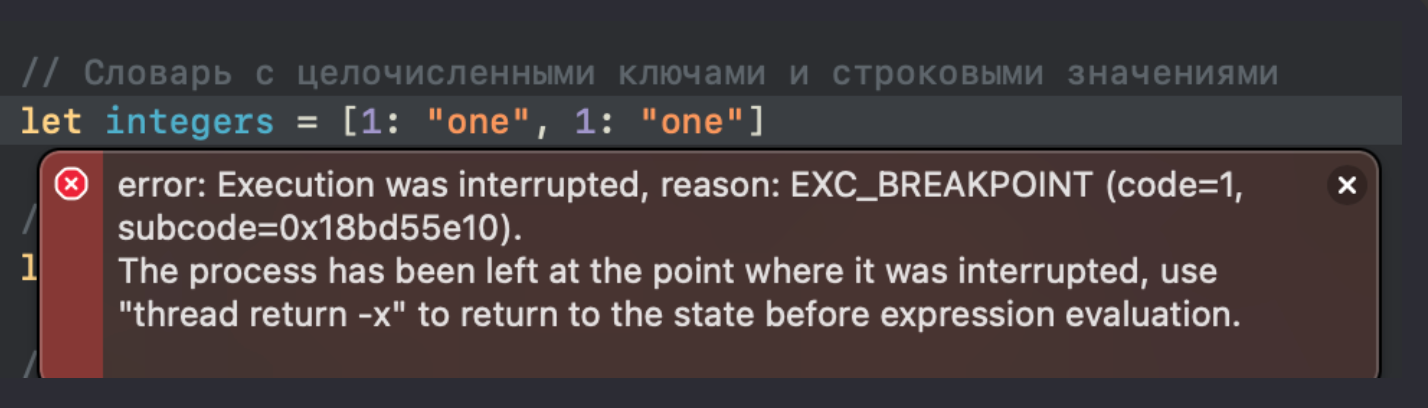 // Словарь с целочисленными ключами и строковыми значениями
let integers = [1: "one", 1: "one"]
error: Execution was interrupted, reason: EXC_BREAKPOINT (code=1,
subcode=0x18bd55e10).
The process has been left at the point where it was interrupted, use
"thread return -x" to return to the state before expression evaluation.